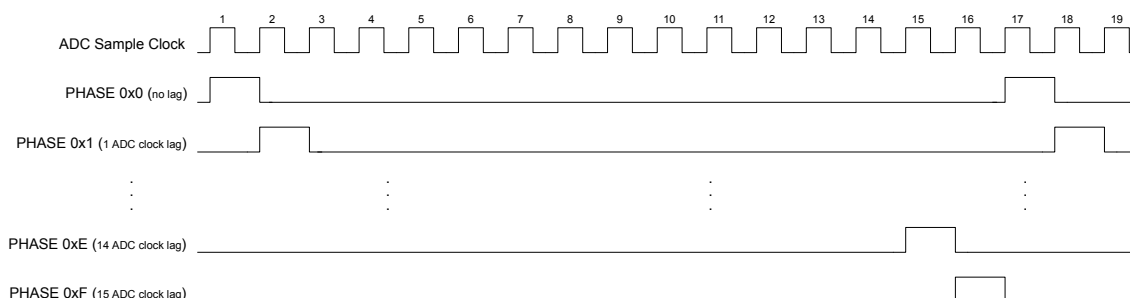 1 2 3 4 5 6 7 8 9 10 11 12 13 14 15 16 17 18 19
ADC Sample Clock
PHASE 0x0 (no lag)
PHASE 0x1 (1 ADC clock lag)
PHASE 0xE (14 ADC clock lag)
PHASE 0xF (15 ADC clock lag)